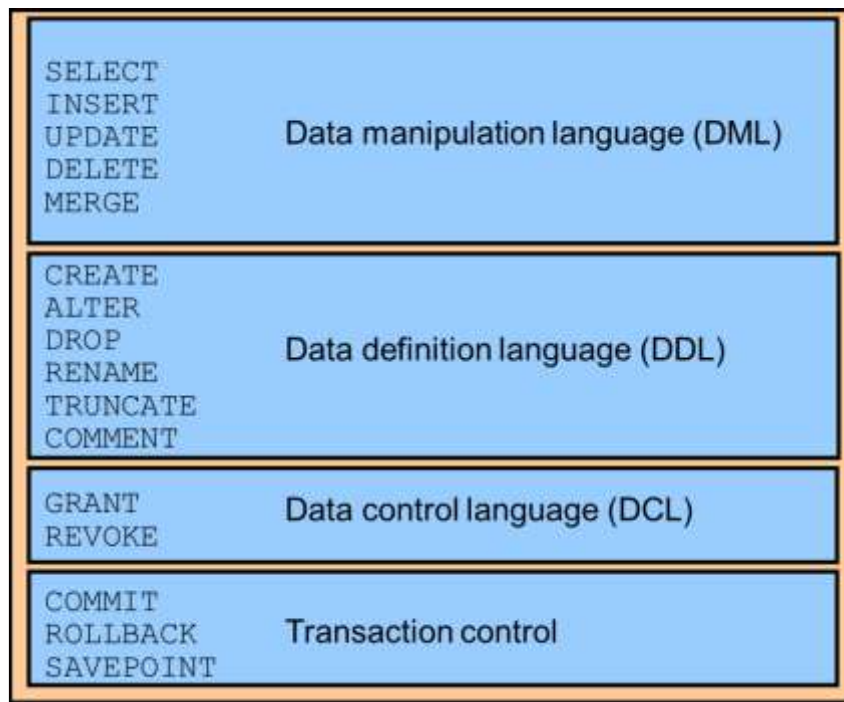 SELECT
INSERT
UPDATE
DELETE
MERGE
Data manipulation language (DML)
CREATE
ALTER
DROP
RENAME
TRUNCATE
COMMENT
Data definition language (DDL)
GRANT
REVOKE
Data control language (DCL)
COMMIT
ROLLBACK
SAVEPOINT
Transaction control